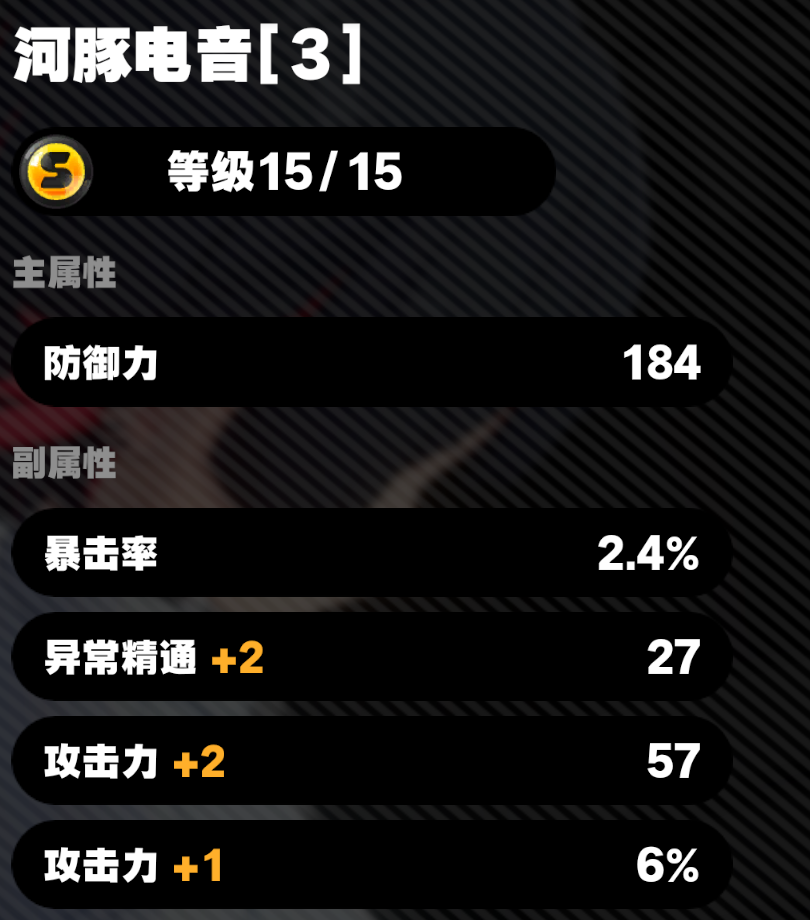 河豚电音[3]
S 等级15/15
主属性
防御力 184
副属性
暴击率 2.4%
异常精通 +2 27
攻击力 +2 57
攻击力 +1 6%